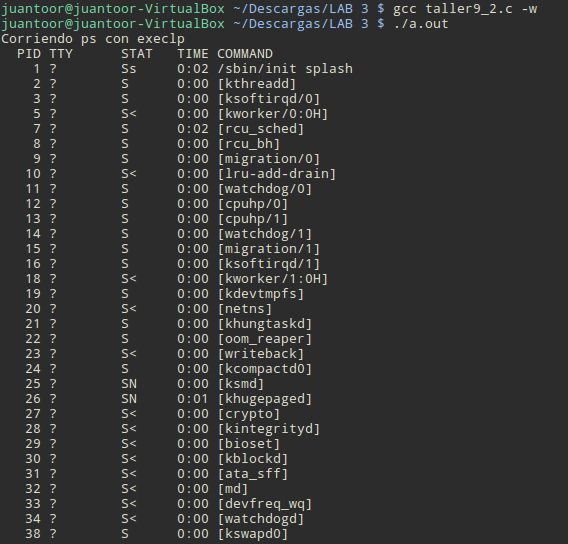 juantoor@juantoor-VirtualBox ~/Descargas/LAB 3 $ gcc taller9_2.c -w
juantoor@juantoor-VirtualBox ~/Descargas/LAB 3 $ ./a.out
Corriendo ps con execlp
  PID TTY      STAT   TIME COMMAND
    1 ?        Ss     0:02 /sbin/init splash
    2 ?        S      0:00 [kthreadd]
    3 ?        S      0:00 [ksoftirqd/0]
    5 ?        S<     0:00 [kworker/0:0H]
    7 ?        S      0:02 [rcu_sched]
    8 ?        S      0:00 [rcu_bh]
    9 ?        S      0:00 [migration/0]
   10 ?        S<     0:00 [lru-add-drain]
   11 ?        S      0:00 [watchdog/0]
   12 ?        S      0:00 [cpuhp/0]
   13 ?        S      0:00 [cpuhp/1]
   14 ?        S      0:00 [watchdog/1]
   15 ?        S      0:00 [migration/1]
   16 ?        S      0:00 [ksoftirqd/1]
   18 ?        S<     0:00 [kworker/1:0H]
   19 ?        S      0:00 [kdevtmpfs]
   20 ?        S<     0:00 [netns]
   21 ?        S      0:00 [khungtaskd]
   22 ?        S      0:00 [oom_reaper]
   23 ?        S<     0:00 [writeback]
   24 ?        S      0:00 [kcompactd0]
   25 ?        SN     0:00 [ksmd]
   26 ?        SN     0:01 [khugepaged]
   27 ?        S<     0:00 [crypto]
   28 ?        S<     0:00 [kintegrityd]
   29 ?        S<     0:00 [bioset]
   30 ?        S<     0:00 [kblockd]
   31 ?        S<     0:00 [ata_sff]
   32 ?        S<     0:00 [md]
   33 ?        S<     0:00 [devfreq_wq]
   34 ?        S<     0:00 [watchdogd]
   38 ?        S      0:00 [kswapd0]